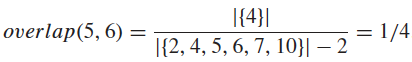 overlap(5, 6) = |{4}| / |{2, 4, 5, 6, 7, 10}| − 2 = 1/4